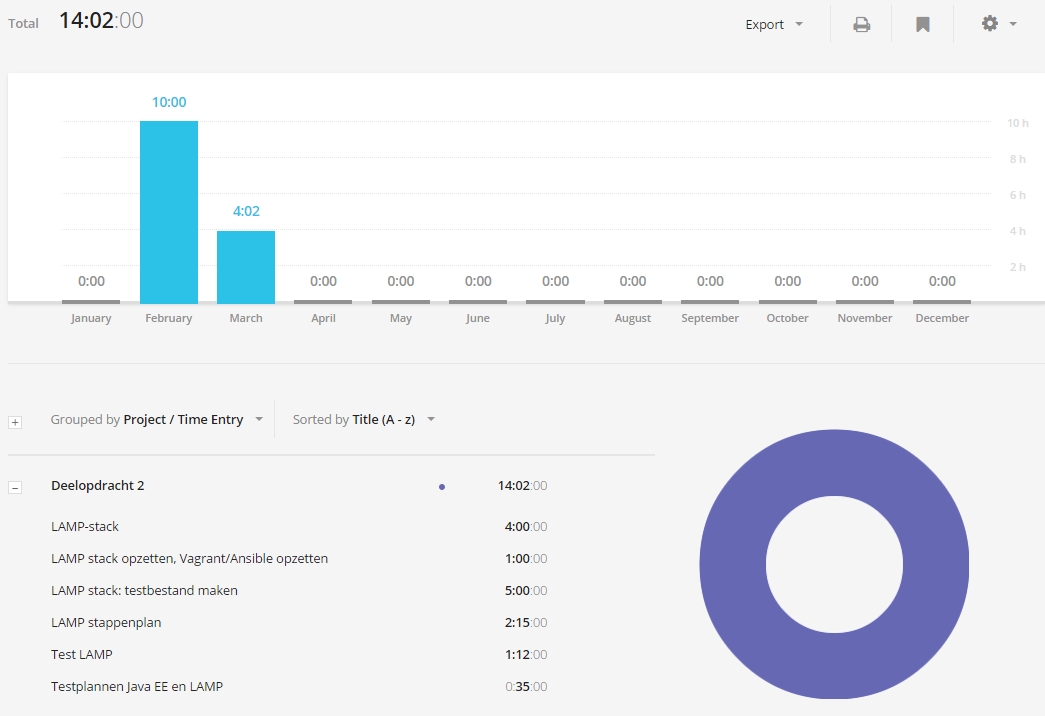 Total 14:02:00 Export
10:00
10 h
8 h
6 h
4:02
4 h
2 h
0:00 0:00 0:00 0:00 0:00 0:00 0:00 0:00 0:00 0:00
January February March April May June July August September October November December
Grouped by Project / Time Entry Sorted by Title (A - z)
Deelopdracht 2 14:02:00
LAMP-stack 4:00:00
LAMP stack opzetten, Vagrant/Ansible opzetten 1:00:00
LAMP stack: testbestand maken 5:00:00
LAMP stappenplan 2:15:00
Test LAMP 1:12:00
Testplannen Java EE en LAMP 0:35:00